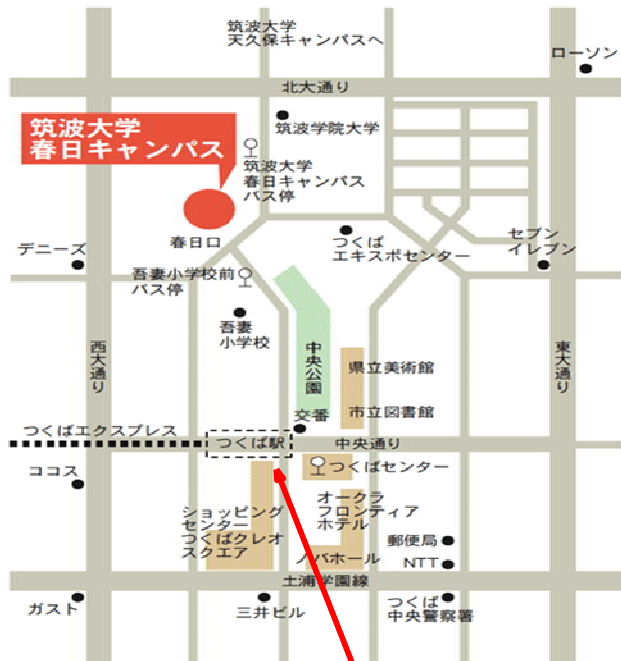 筑波大学
天久保キャンパスへ
ローソン
北大通り
筑波大学
春日キャンパス
筑波学院大学
筑波大学
春日キャンパス
バス停
デニーズ
春日口
つくば
エキスポセンター
セブン
イレブン
吾妻小学校前
バス停
吾妻
小学校
中央公園
県立美術館
西大通り
東大通り
市立図書館
交番
つくばエクスプレス
つくば駅
中央通り
ココス
つくばセンター
ショッピング
センター
つくばクレオ
スクエア
オークラ
フロンティア
ホテル
郵便局
ノバホール
NTT
土浦学園線
ガスト
三井ビル
つくば
中央警察署